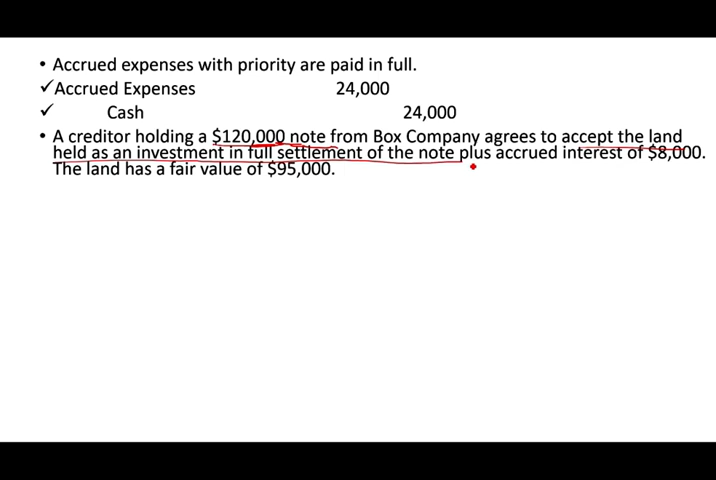 • Accrued expenses with priority are paid in full.
✓Accrued Expenses 24,000
✓ Cash 24,000
• A creditor holding a $120,000 note from Box Company agrees to accept the land
held as an investment in full settlement of the note plus accrued interest of $8,000.
The land has a fair value of $95,000.